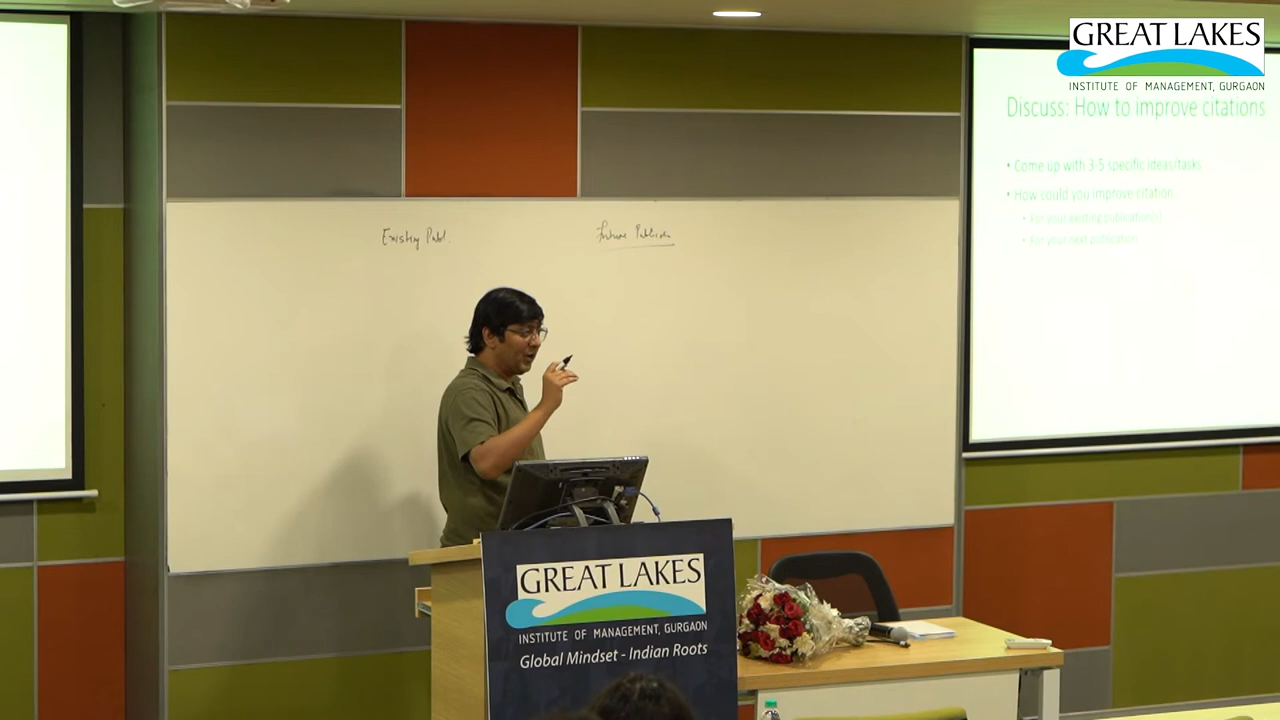 GREAT LAKES
INSTITUTE OF MANAGEMENT, GURGAON
Discuss: How to improve citations
• Come up with 3-5 specific ideas/tasks
• How could you improve citation
• For your existing publication(s)
• For your next publication
Existing Publ.
Future
GREAT LAKES
INSTITUTE OF MANAGEMENT, GURGAON
Global Mindset - Indian Roots